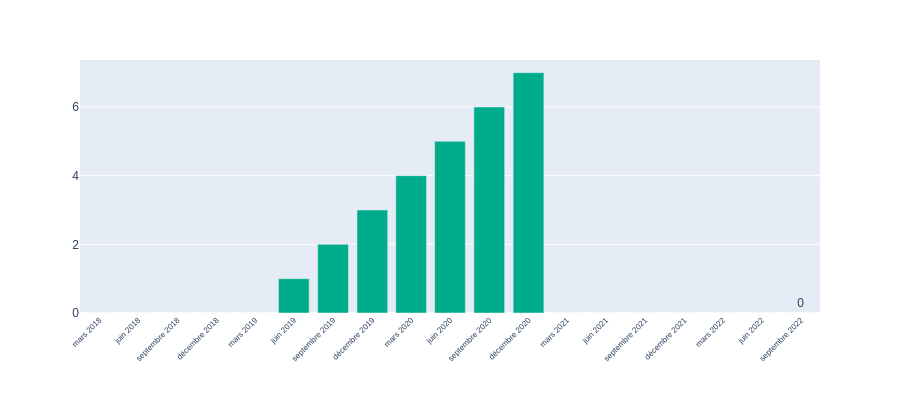 6
4
2
0
0
mars 2018
juin 2018
septembre 2018
décembre 2018
mars 2019
juin 2019
septembre 2019
décembre 2019
mars 2020
juin 2020
septembre 2020
décembre 2020
mars 2021
juin 2021
septembre 2021
décembre 2021
mars 2022
juin 2022
septembre 2022